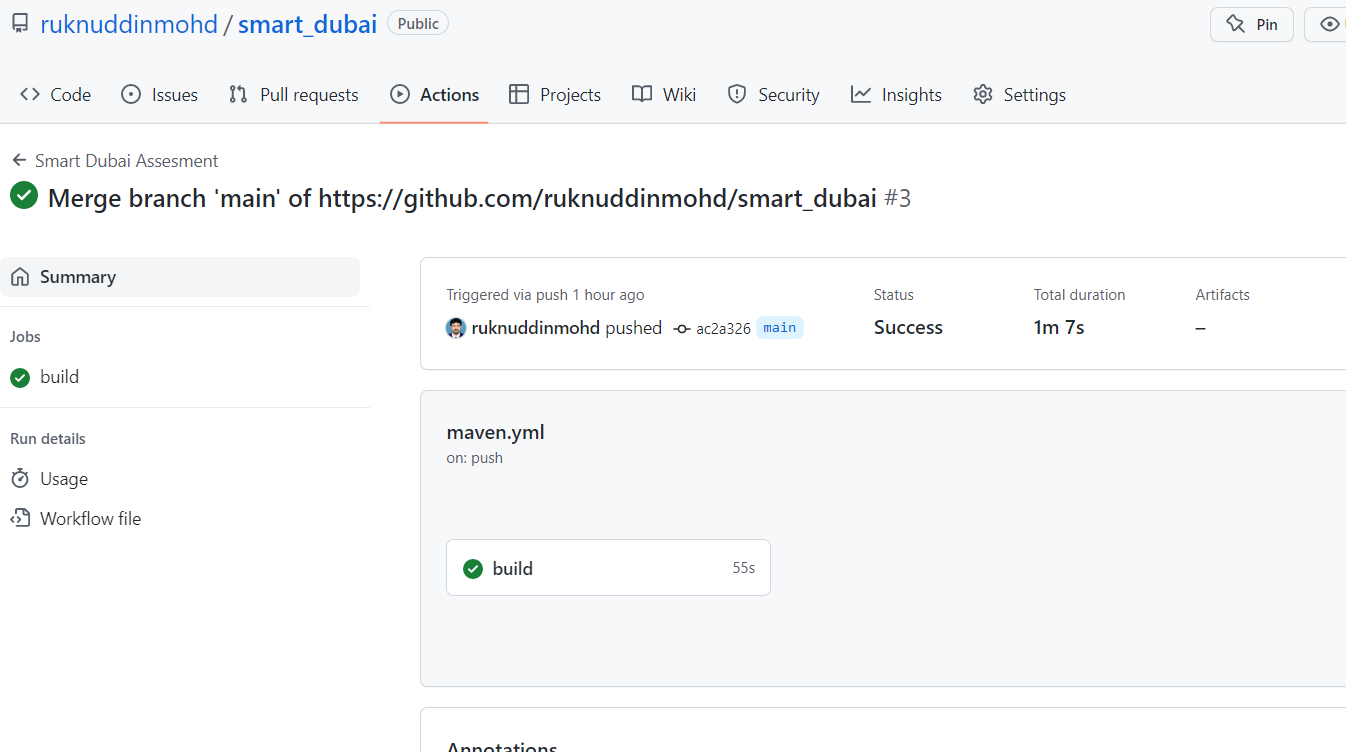 ruknuddinmohd / smart_dubai Public Pin
Code Issues Pull requests Actions Projects Wiki Security Insights Settings
Smart Dubai Assesment
Merge branch 'main' of https://github.com/ruknuddinmohd/smart_dubai #3
Summary
Jobs
build
Run details
Usage
Workflow file
Triggered via push 1 hour ago
ruknuddinmohd pushed ac2a326 main
Status
Success
Total duration
1m 7s
Artifacts
–
maven.yml
on: push
build 55s
Annotations